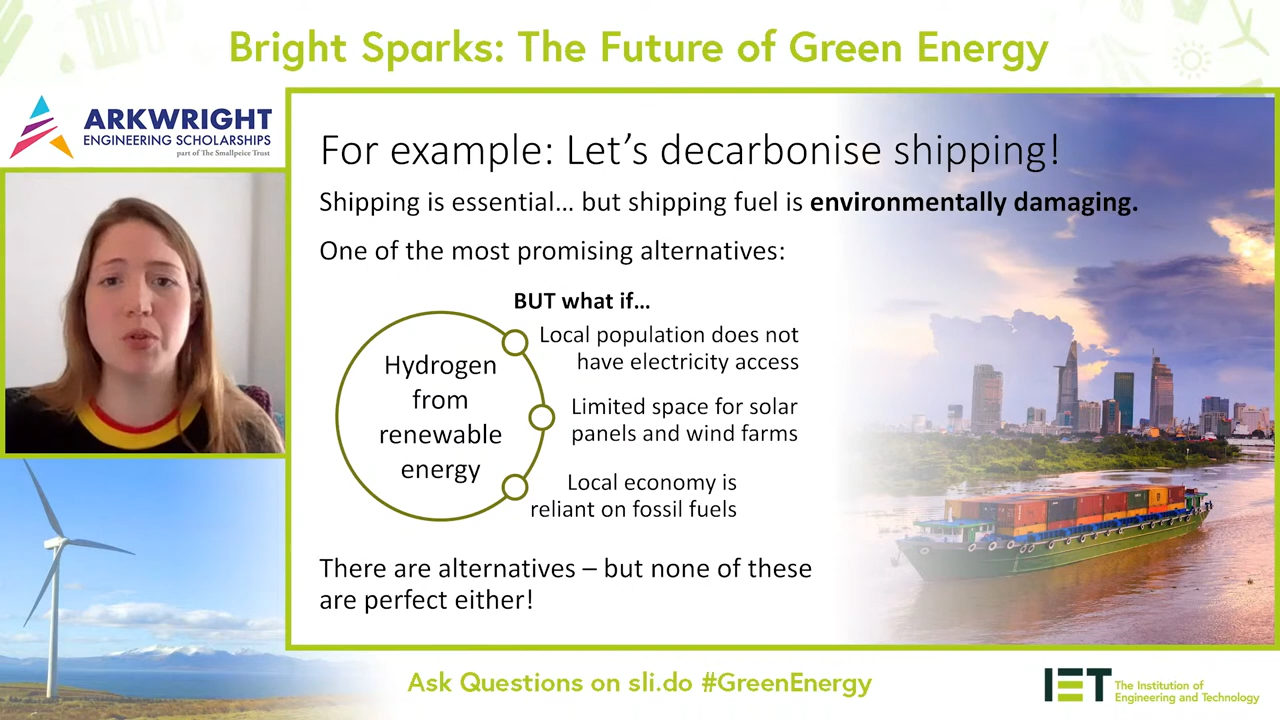 Bright Sparks: The Future of Green Energy
ARKWRIGHT
ENGINEERING SCHOLARSHIPS
part of The Smallpeice Trust
For example: Let's decarbonise shipping!
Shipping is essential... but shipping fuel is environmentally damaging.
One of the most promising alternatives:
BUT what if...
Hydrogen
from
renewable
energy
Local population does not
have electricity access
Limited space for solar
panels and wind farms
Local economy is
reliant on fossil fuels
There are alternatives – but none of these
are perfect either!
Ask Questions on sli.do #GreenEnergy
IET
The Institution of
Engineering and Technology